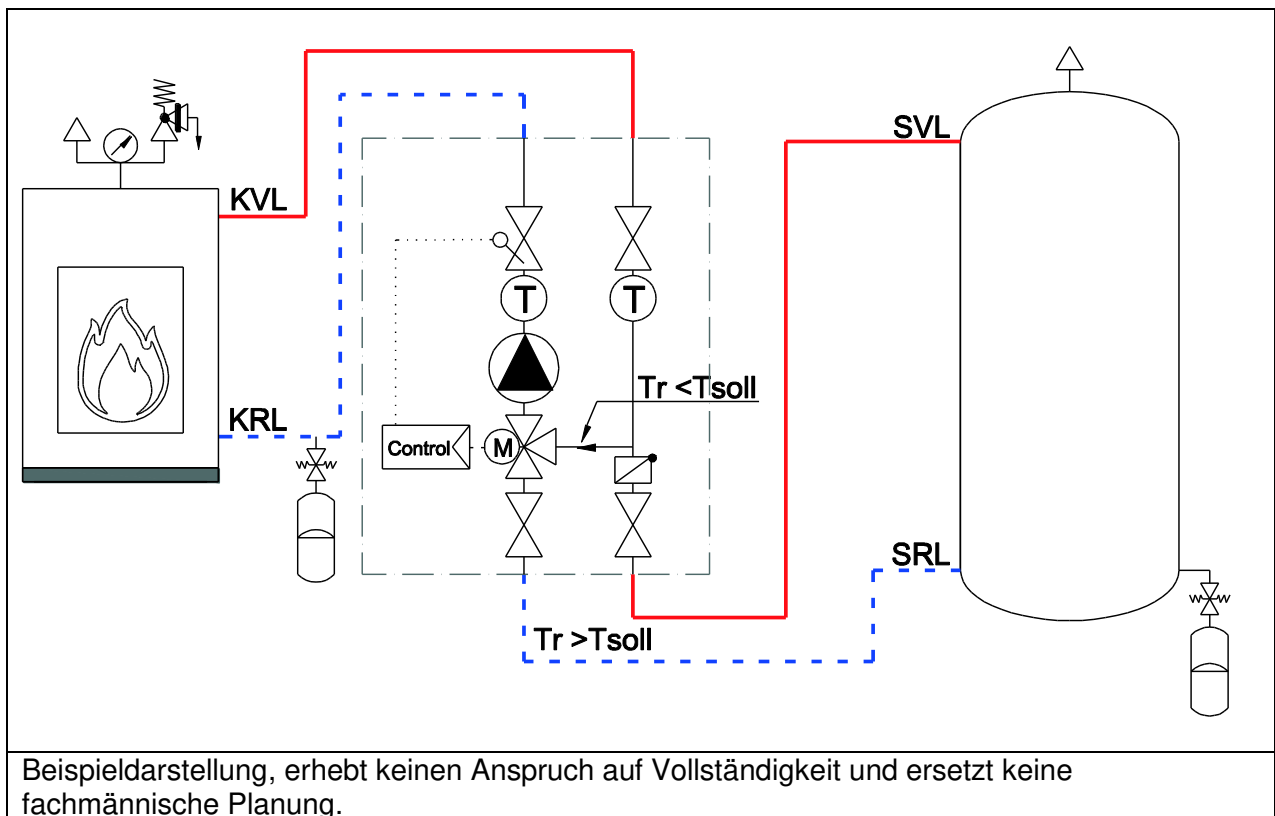 SVL
KVL
T
T
Tr <Tsoll
KRL
Control
M
SRL
Tr >Tsoll
Beispieldarstellung, erhebt keinen Anspruch auf Vollständigkeit und ersetzt keine
fachmännische Planung.